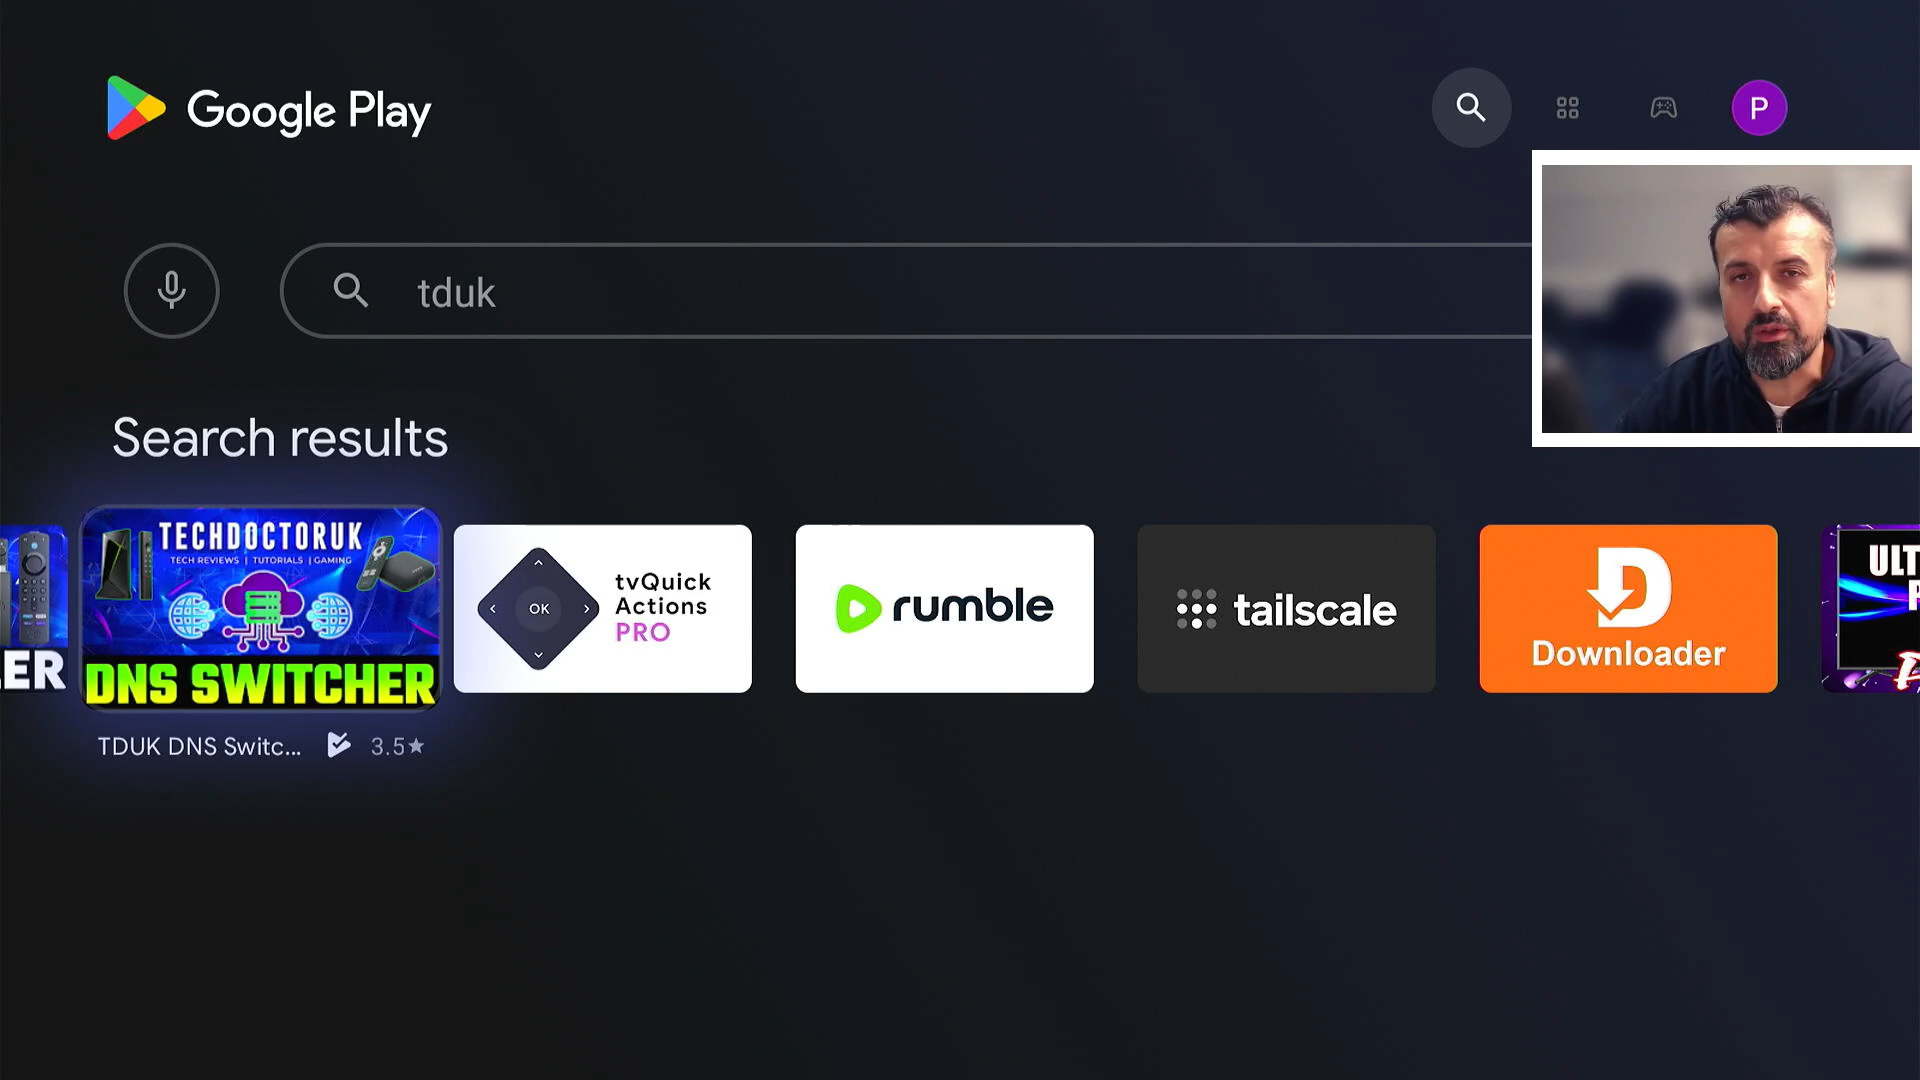 Google Play
P
tduk
Search results
TECHDOCTORUK
TECH REVIEWS | TUTORIALS | GAMING
DNS SWITCHER
TDUK DNS Switc...
3.5★
OK
tvQuick
Actions
PRO
rumble
tailscale
Downloader
LER
ULT
P